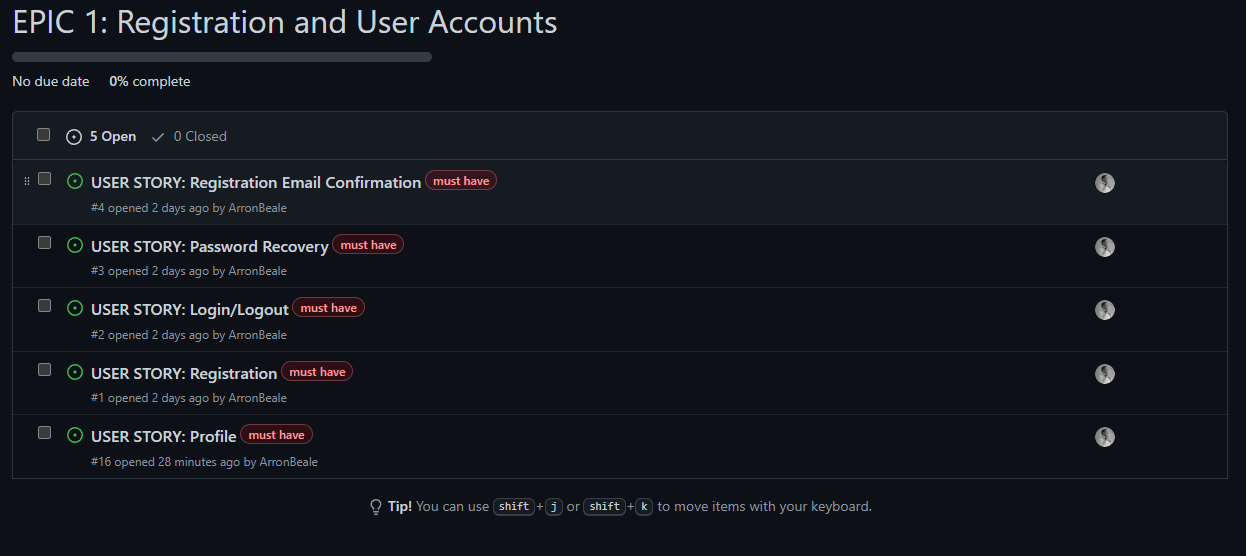 EPIC 1: Registration and User Accounts
No due date 0% complete
5 Open 0 Closed
USER STORY: Registration Email Confirmation must have
#4 opened 2 days ago by ArronBeale
USER STORY: Password Recovery must have
#3 opened 2 days ago by ArronBeale
USER STORY: Login/Logout must have
#2 opened 2 days ago by ArronBeale
USER STORY: Registration must have
#1 opened 2 days ago by ArronBeale
USER STORY: Profile must have
#16 opened 28 minutes ago by ArronBeale
Tip! You can use shift+j or shift+k to move items with your keyboard.